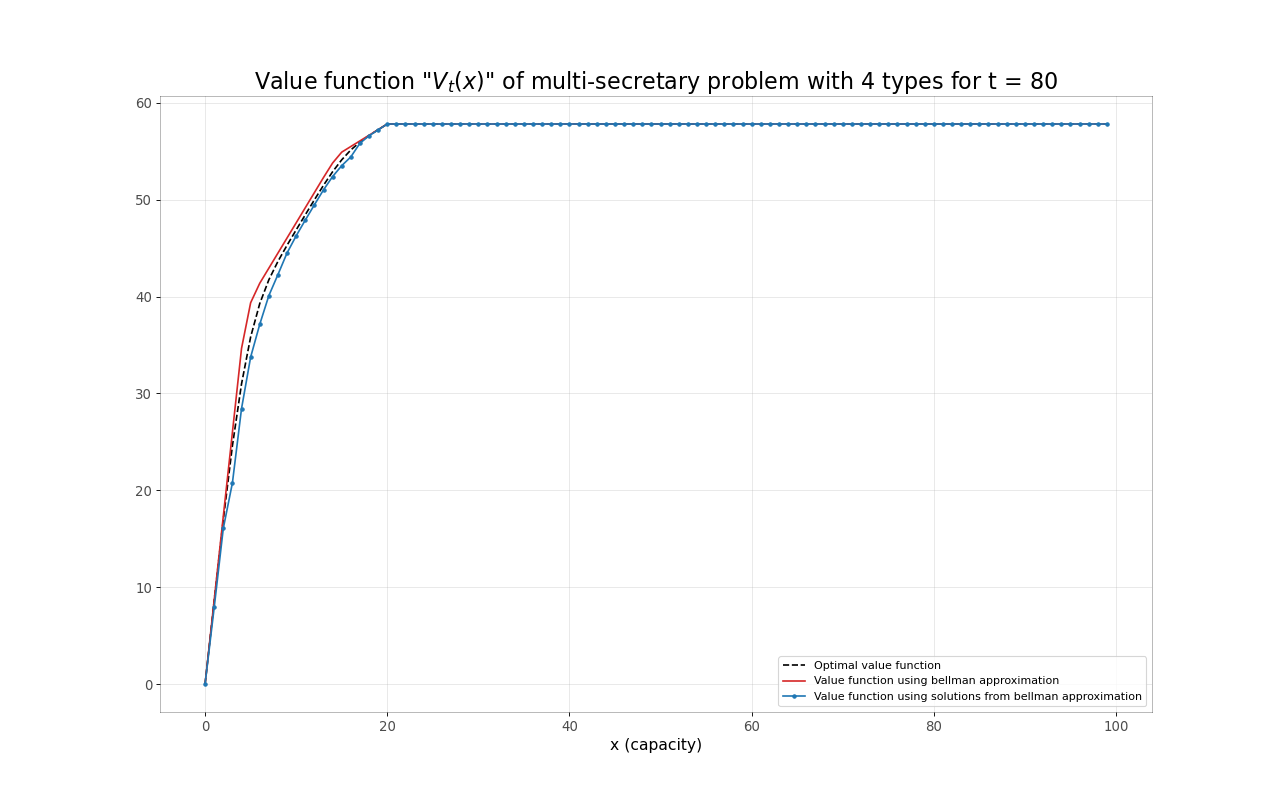 Value function "V_t(x)" of multi-secretary problem with 4 types for t = 80
60
50
40
30
20
10
0
0 20 40 60 80 100
x (capacity)
Optimal value function
Value function using bellman approximation
Value function using solutions from bellman approximation